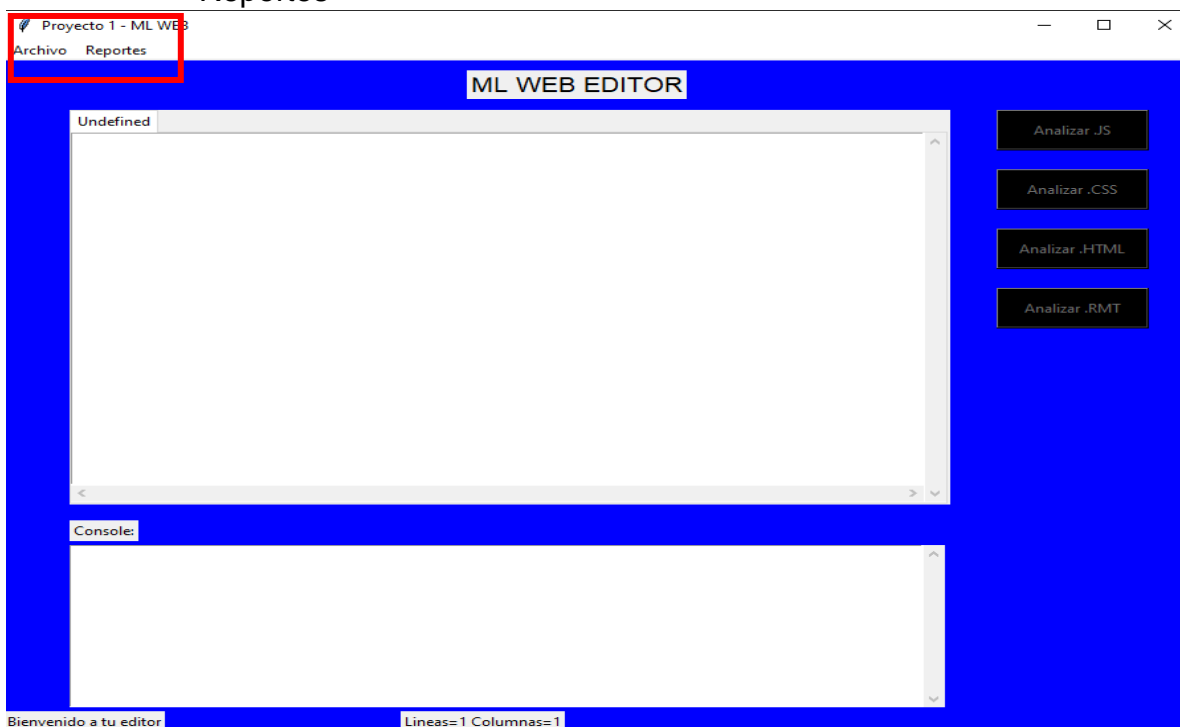 Reportes
Proyecto 1 - ML WEB
Archivo Reportes
ML WEB EDITOR
Undefined
Analizar .JS
Analizar .CSS
Analizar .HTML
Analizar .RMT
Console:
Bienvenido a tu editor
Lineas=1 Columnas=1